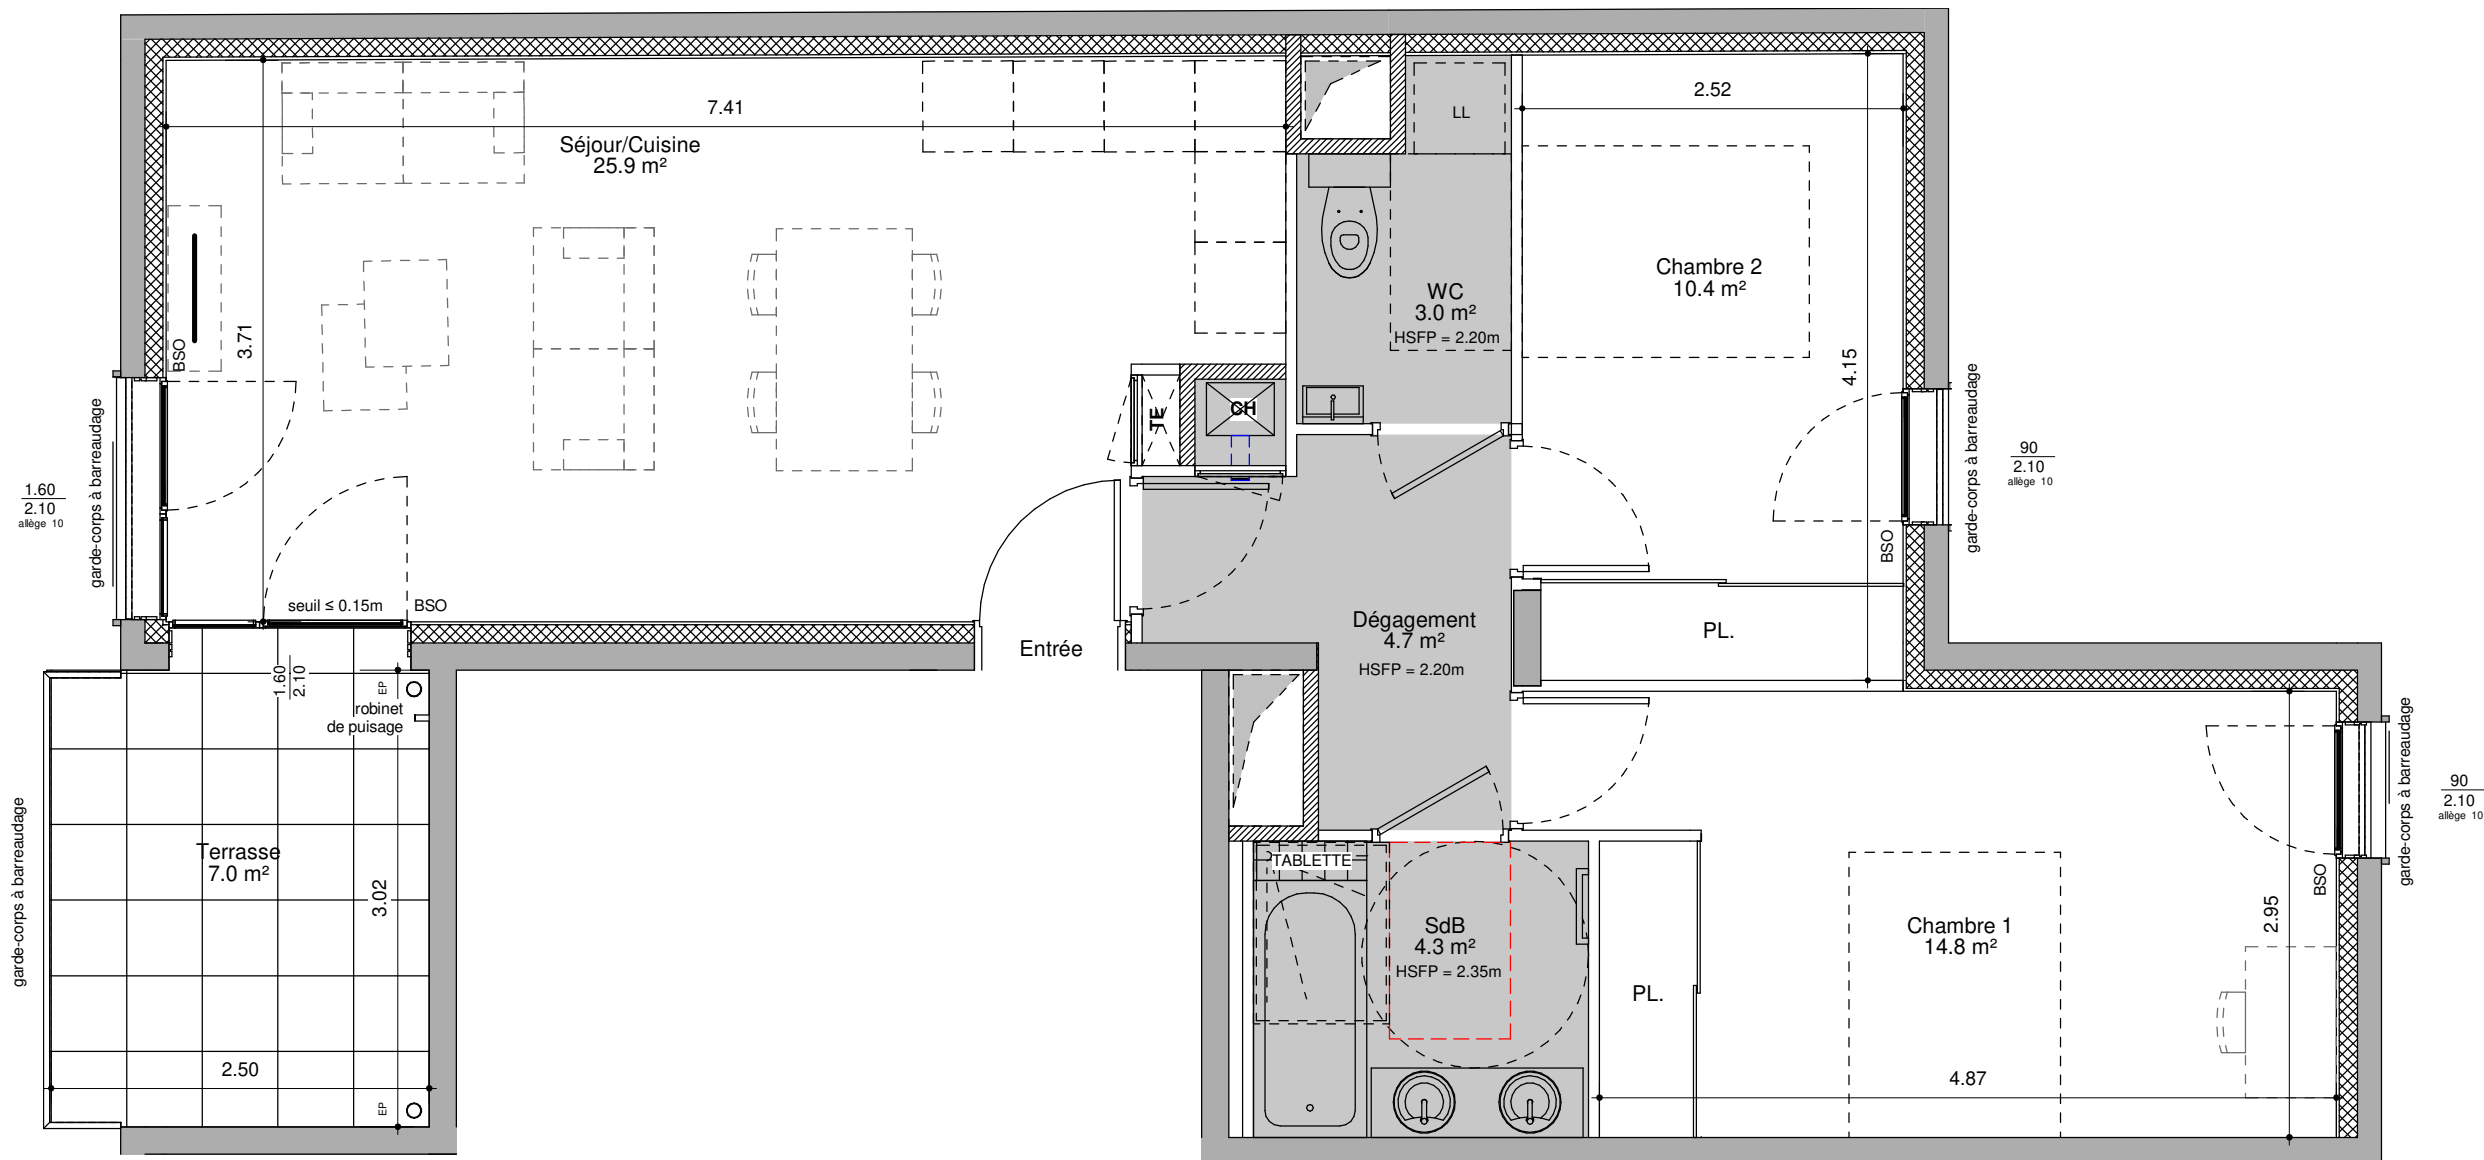 7.41
Séjour/Cuisine
25.9 m²
LL
2.52
Chambre 2
10.4 m²
WC
3.0 m²
HSFP = 2.20m
3.71
BSO
4.15
garde-corps à barreaudage
1.60
2.10
allège 10
TE
CH
garde-corps à barreaudage
90
2.10
allège 10
BSO
seuil ≤ 0.15m
BSO
Entrée
Dégagement
4.7 m²
HSFP = 2.20m
PL.
1.60
2.10
EP
robinet
de puisage
garde-corps à barreaudage
90
2.10
allège 10
Terrasse
7.0 m²
3.02
garde-corps à barreaudage
TABLETTE
SdB
4.3 m²
HSFP = 2.35m
PL.
Chambre 1
14.8 m²
BSO
2.95
2.50
EP
4.87